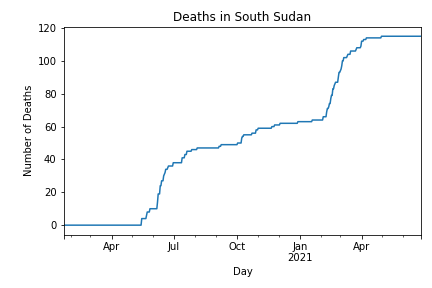 Deaths in South Sudan
120
100
80
60
40
20
0
Number of Deaths
Apr
Jul
Oct
Jan
2021
Apr
Day